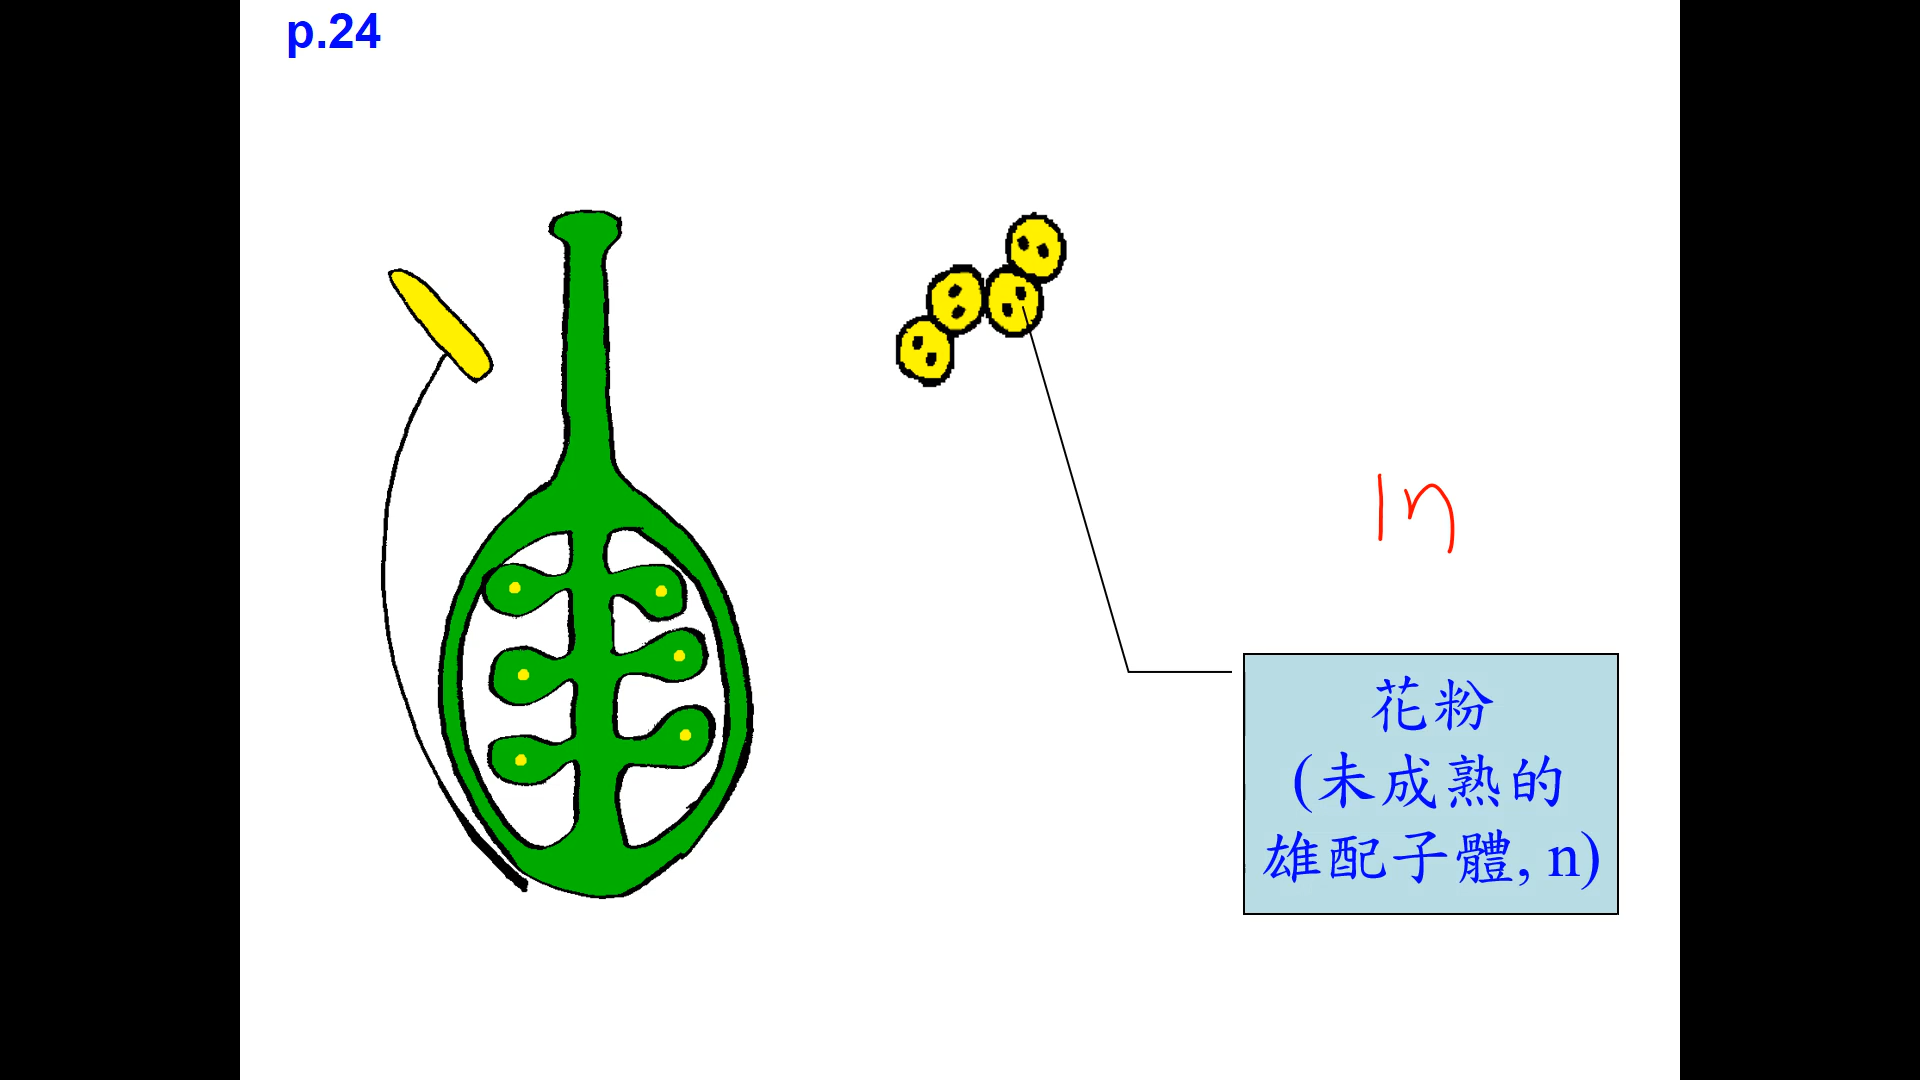 p.24
1n
花粉
(未成熟的
雄配子體, n)